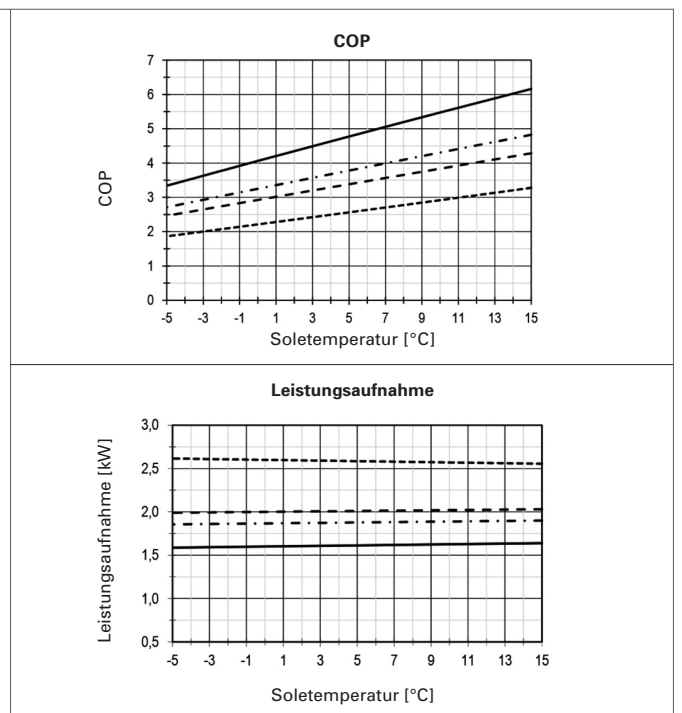 COP
7
6
5
4
3
2
1
0
COP
-5 -3 -1 1 3 5 7 9 11 13 15
Soletemperatur [°C]
Leistungsaufnahme
3,0
2,5
2,0
1,5
1,0
0,5
Leistungsaufnahme [kW]
-5 -3 -1 1 3 5 7 9 11 13 15
Soletemperatur [°C]